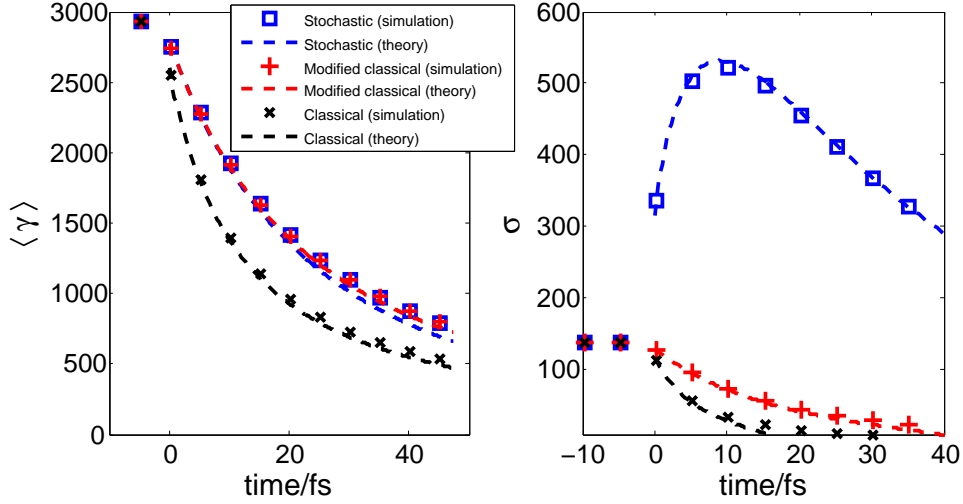 3000
2500
2000
1500
1000
500
0
⟨ γ ⟩
0
20
40
time/fs
Stochastic (simulation)
Stochastic (theory)
Modified classical (simulation)
Modified classical (theory)
Classical (simulation)
Classical (theory)
600
500
400
300
200
100
σ
−10
0
10
20
30
40
time/fs